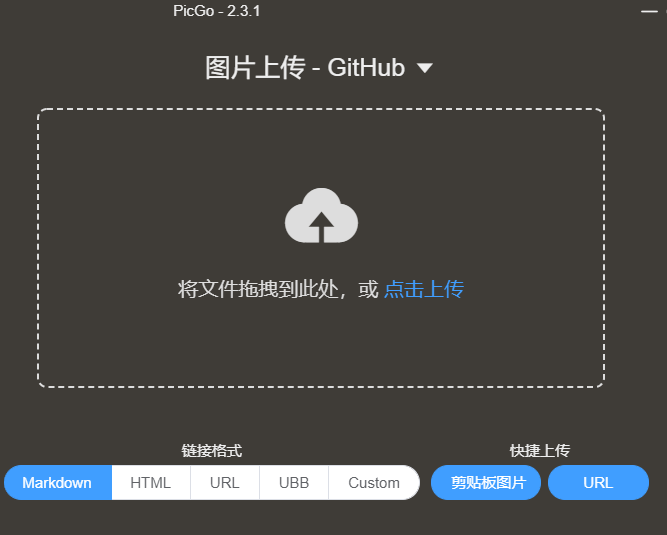 PicGo - 2.3.1
图片上传 - GitHub
将文件拖拽到此处，或 点击上传
链接格式 快捷上传
Markdown HTML URL UBB Custom 剪贴板图片 URL